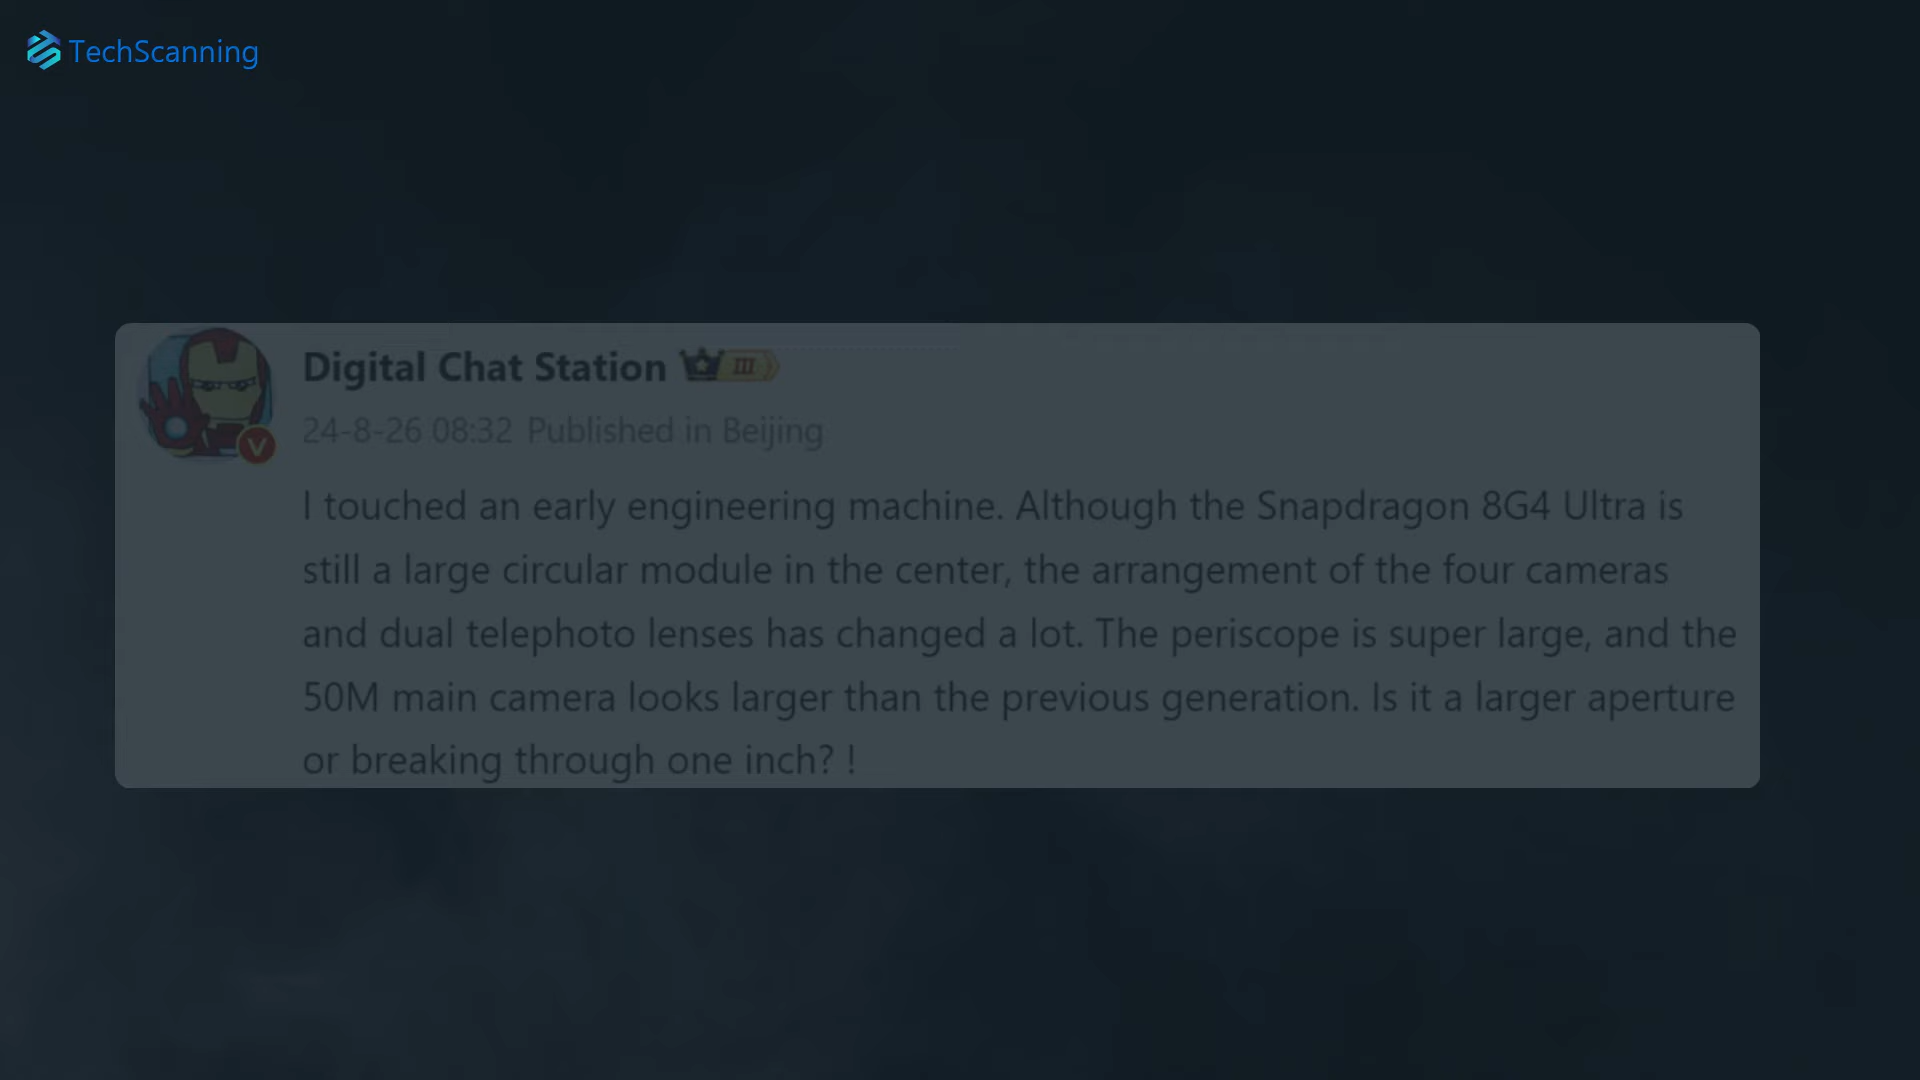 TechScanning
Digital Chat Station III
24-8-26 08:32 Published in Beijing
V
I touched an early engineering machine. Although the Snapdragon 8G4 Ultra is
still a large circular module in the center, the arrangement of the four cameras
and dual telephoto lenses has changed a lot. The periscope is super large, and the
50M main camera looks larger than the previous generation. Is it a larger aperture
or breaking through one inch? !